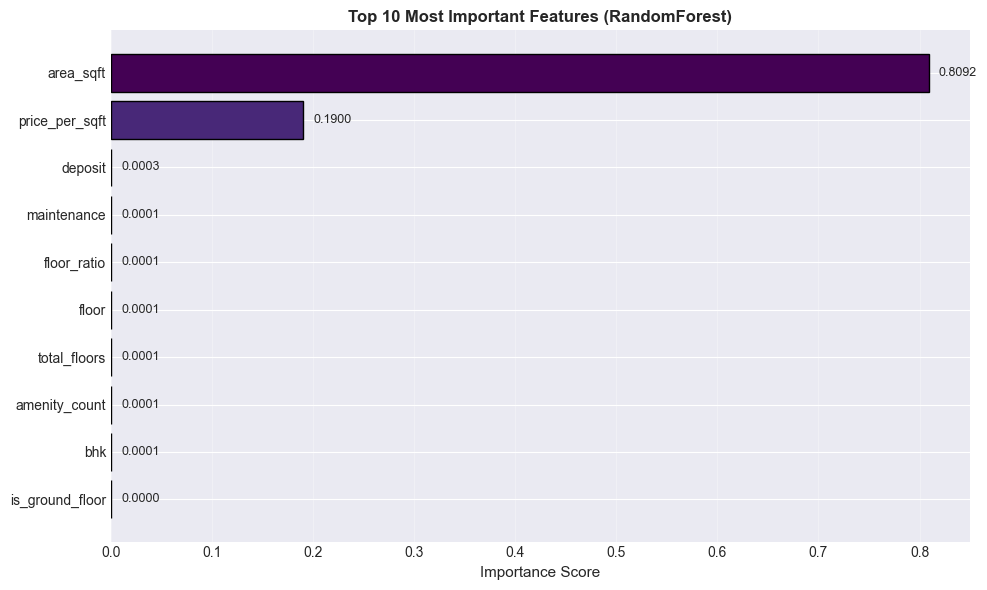 Top 10 Most Important Features (RandomForest)
area_sqft 0.8092
price_per_sqft 0.1900
deposit 0.0003
maintenance 0.0001
floor_ratio 0.0001
floor 0.0001
total_floors 0.0001
amenity_count 0.0001
bhk 0.0001
is_ground_floor 0.0000
0.0 0.1 0.2 0.3 0.4 0.5 0.6 0.7 0.8
Importance Score